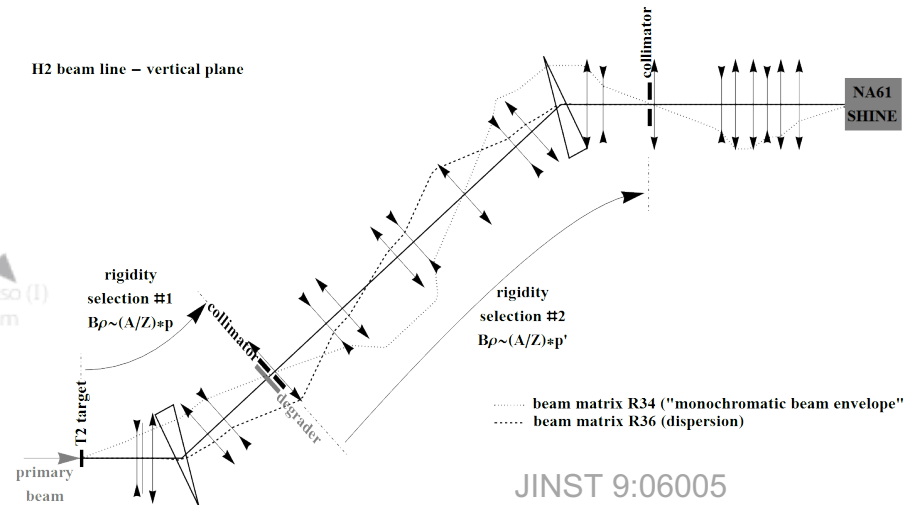 H2 beam line − vertical plane
collimator
NA61
SHINE
so (I)
m
rigidity
selection #1
Bρ~(A/Z)*p
collimator
degrader
rigidity
selection #2
Bρ~(A/Z)*p'
T2 target
primary
beam
beam matrix R34 ("monochromatic beam envelope"
beam matrix R36 (dispersion)
JINST 9:06005